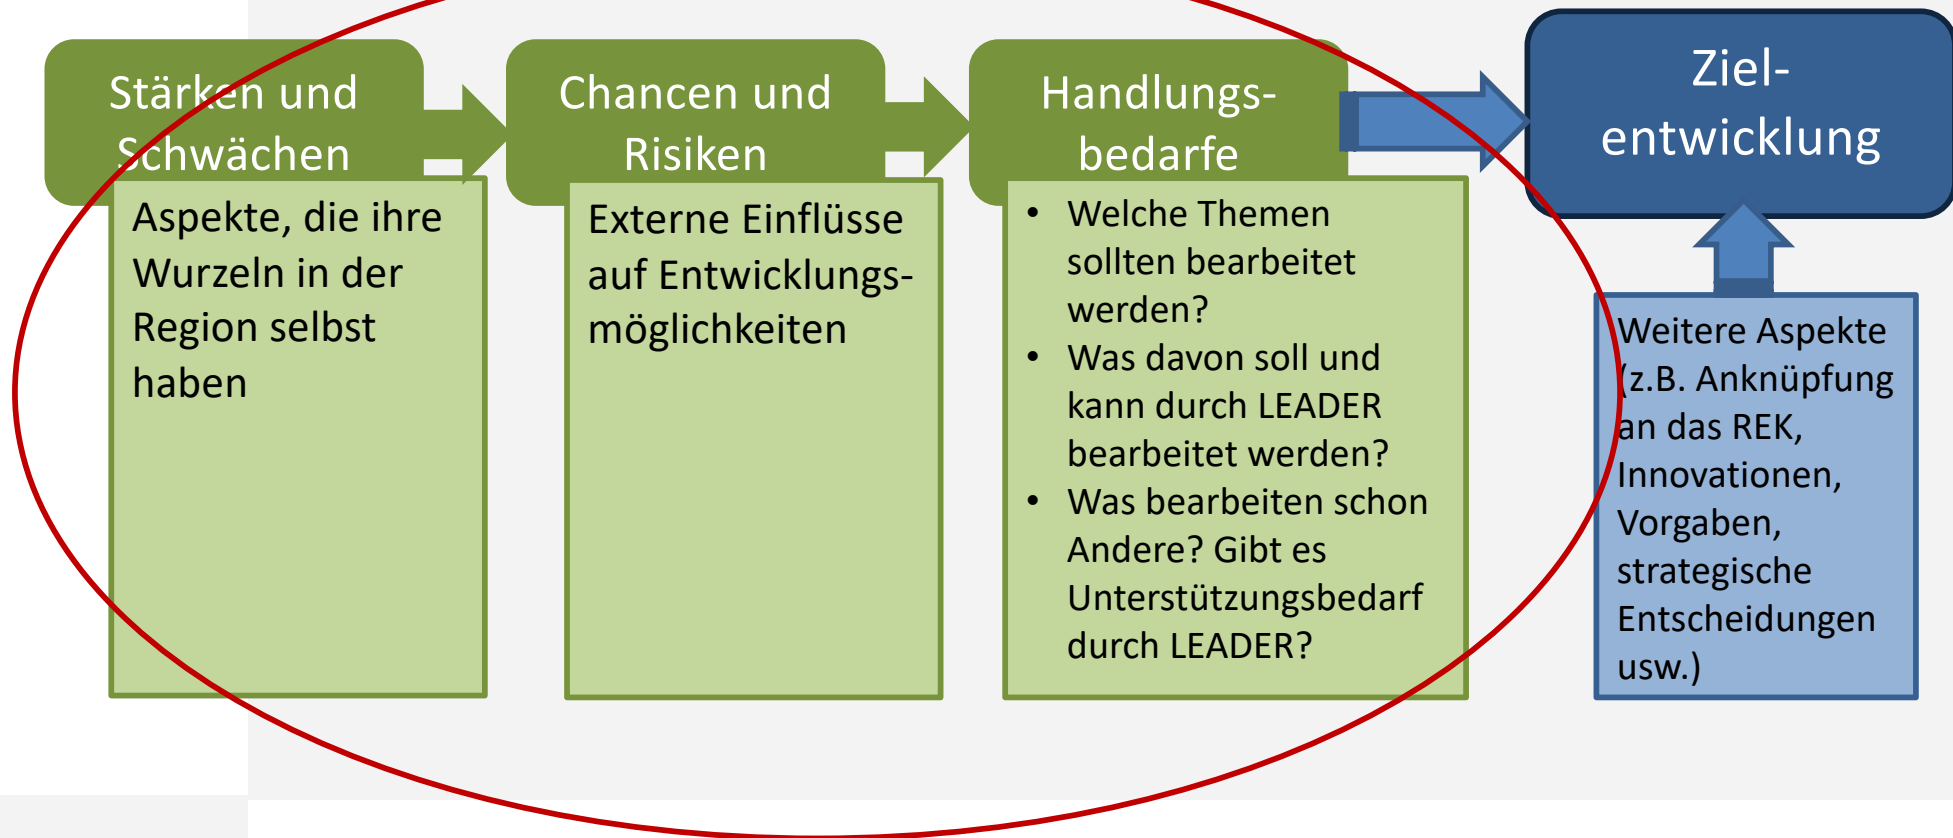 Stärken und
Schwächen
Aspekte, die ihre
Wurzeln in der
Region selbst
haben
Chancen und
Risiken
Externe Einflüsse
auf Entwicklungs-
möglichkeiten
Handlungs-
bedarfe
• Welche Themen
sollten bearbeitet
werden?
• Was davon soll und
kann durch LEADER
bearbeitet werden?
• Was bearbeiten schon
Andere? Gibt es
Unterstützungsbedarf
durch LEADER?
Ziel-
entwicklung
Weitere Aspekte
(z.B. Anknüpfung
an das REK,
Innovationen,
Vorgaben,
strategische
Entscheidungen
usw.)